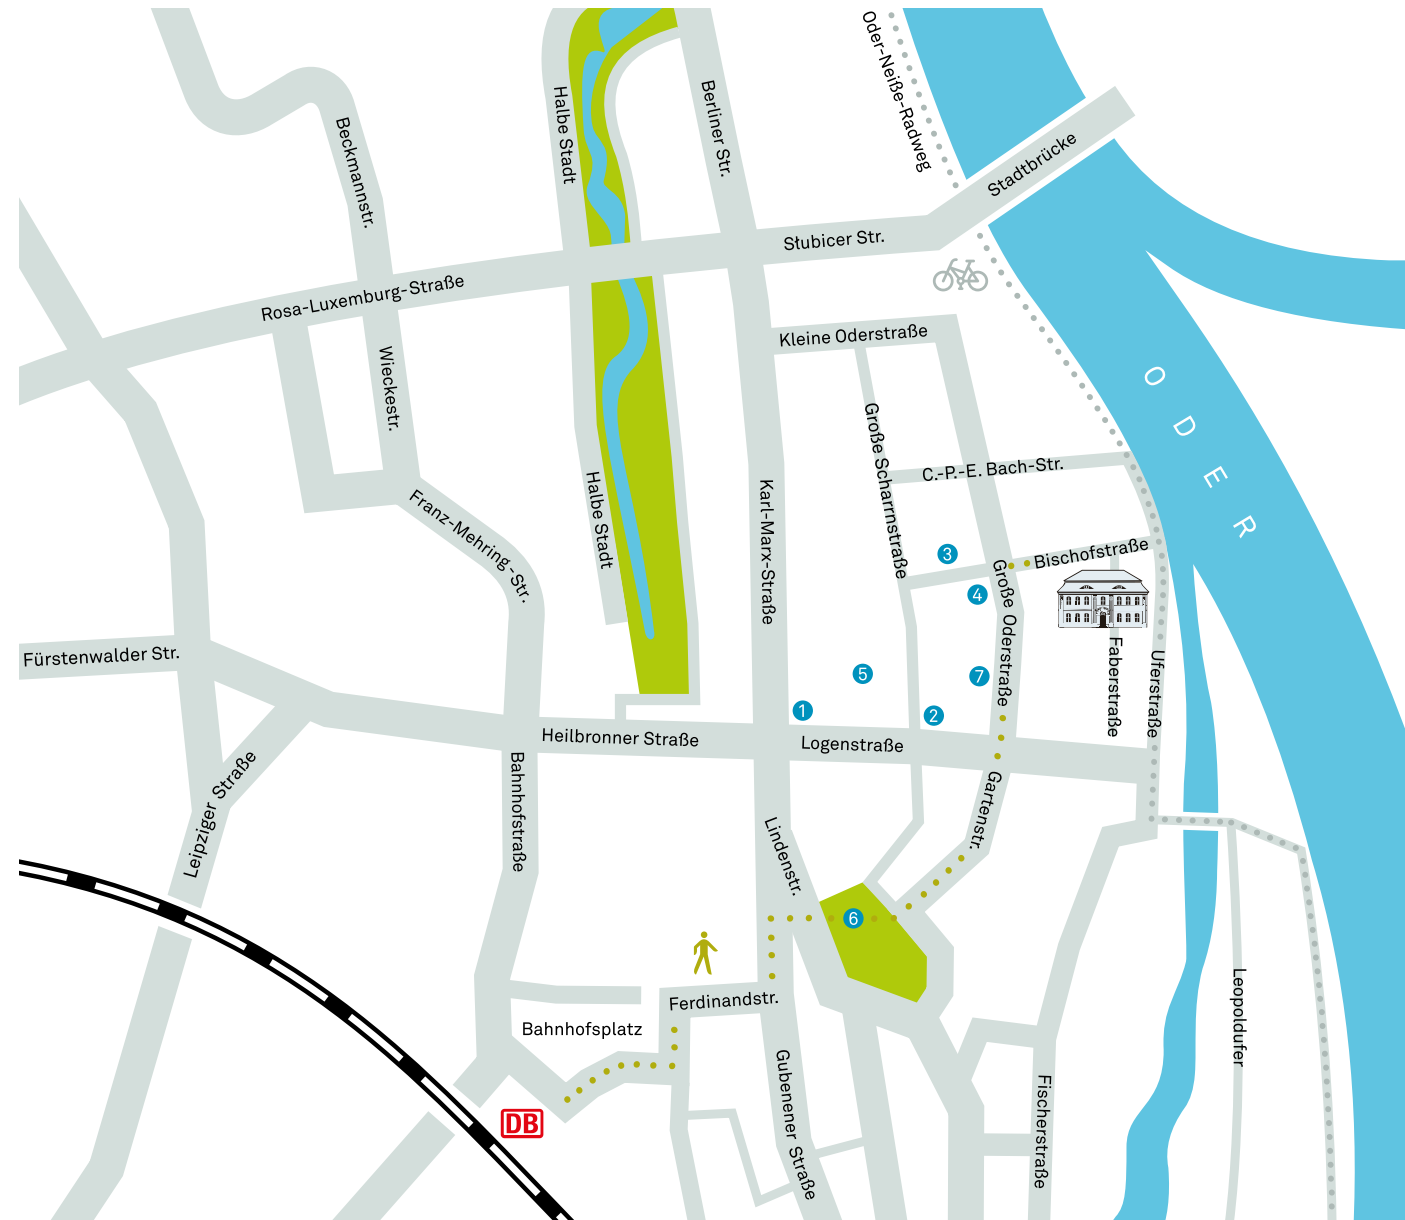 Oder-Neiße-Radweg
Halbe Stadt
Berliner Str.
Beckmannstr.
Stadtbrücke
Słubicer Str.
Rosa-Luxemburg-Straße
Kleine Oderstraße
Wieckestr.
O D E R
Große Scharrnstraße
C.-P.-E. Bach-Str.
Halbe Stadt
Karl-Marx-Straße
Franz-Mehring-Str.
3
Bischofstraße
4
Große Oderstraße
Fürstenwalder Str.
Faberstraße
Uferstraße
5
7
1
2
Heilbronner Straße
Logenstraße
Leipziger Straße
Bahnhofstraße
Gartenstr.
Lindenstr.
6
Ferdinandstr.
Bahnhofsplatz
Leopoldufer
Gubener Straße
Fischerstraße
DB